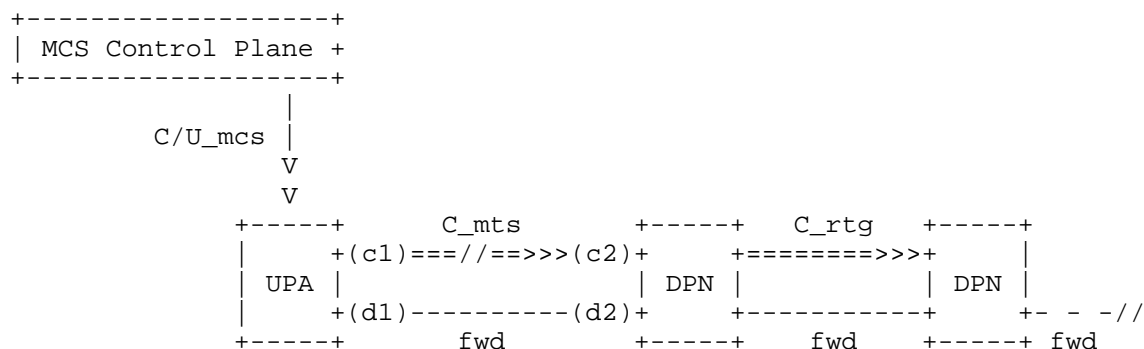 +--------------------+
| MCS Control Plane +
+--------------------+
|
C/U_mcs |
V
V
+-----+ C_mts +-----+ C_rtg +-----+
| +(c1)===//==>>>(c2)+ +========>>>+ |
| UPA | | DPN | | DPN |
| +(d1)----------(d2)+ +-----------+ +- - -//
+-----+ fwd +-----+ fwd +-----+ fwd